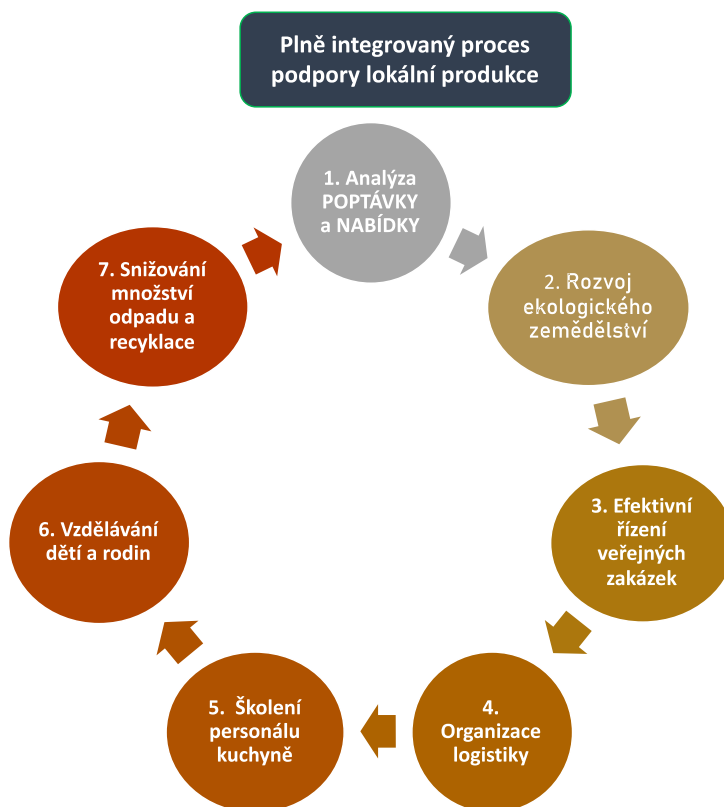 Plně integrovaný proces
podpory lokální produkce
1. Analýza
POPTÁVKY
a NABÍDKY
2. Rozvoj
ekologického
zemědělství
3. Efektivní
řízení
veřejných
zakázek
4.
Organizace
logistiky
5. Školení
personálu
kuchyně
6. Vzdělávání
dětí a rodin
7. Snižování
množství
odpadu a
recyklace